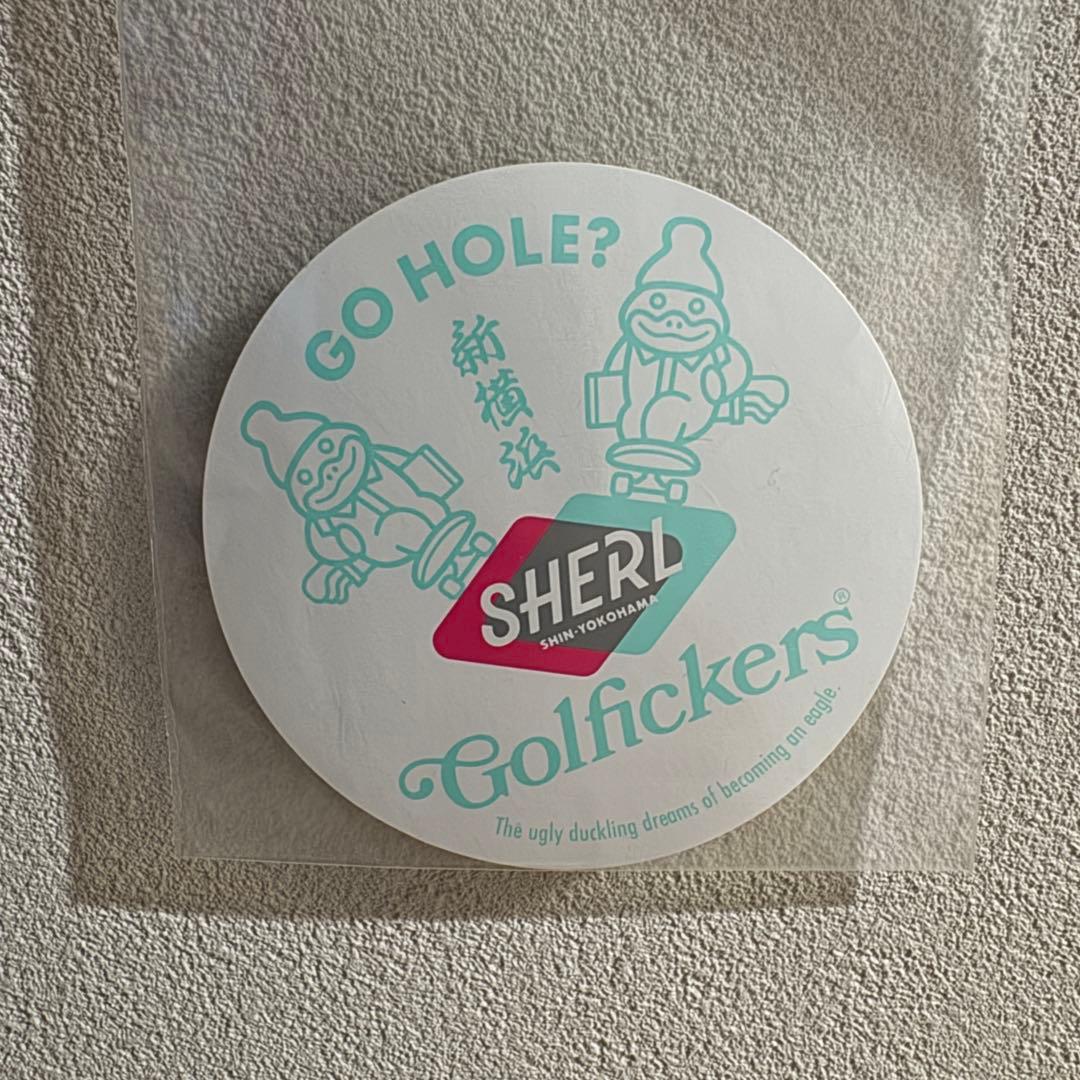 GO HOLE?
新横浜
SHERL
SHIN-YOKOHAMA
Golfickers®
The ugly duckling dreams of becoming an eagle.